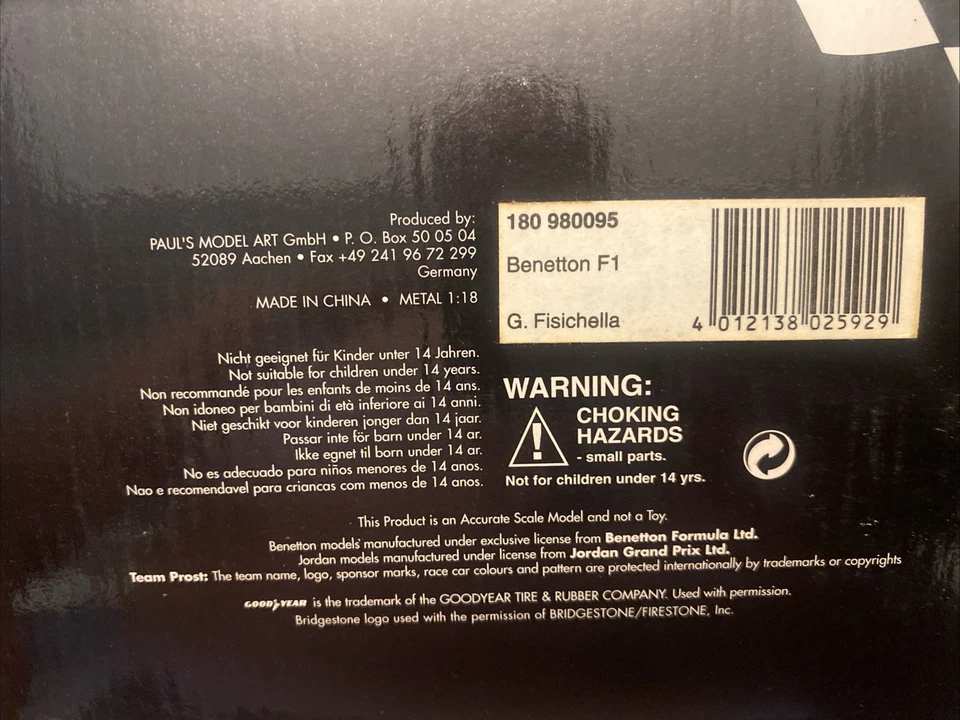 Produced by:
PAUL'S MODEL ART GmbH • P. O. Box 50 05 04
52089 Aachen • Fax +49 241 96 72 299
Germany
MADE IN CHINA • METAL 1:18
180 980095
Benetton F1
G. Fisichella
4 012138 025929
Nicht geeignet für Kinder unter 14 Jahren.
Not suitable for children under 14 years.
Non recommandé pour les enfants de moins de 14 ans.
Non idoneo per bambini di età inferiore ai 14 anni.
Niet geschikt voor kinderen jonger dan 14 jaar.
Passar inte för barn under 14 ar.
Ikke egnet til born under 14 ar.
No es adecuado para niños menores de 14 anos.
Nao e recomendavel para criancas com menos de 14 anos.
WARNING:
CHOKING
HAZARDS
- small parts.
Not for children under 14 yrs.
This Product is an Accurate Scale Model and not a Toy.
Benetton models' manufactured under exclusive license from Benetton Formula Ltd.
Jordan models manufactured under license from Jordan Grand Prix Ltd.
Team Prost: The team name, logo, sponsor marks, race car colours and pattern are protected internationally by trademarks or copyrights
GOODYEAR is the trademark of the GOODYEAR TIRE & RUBBER COMPANY. Used with permission.
Bridgestone logo used with the permission of BRIDGESTONE/FIRESTONE, Inc.